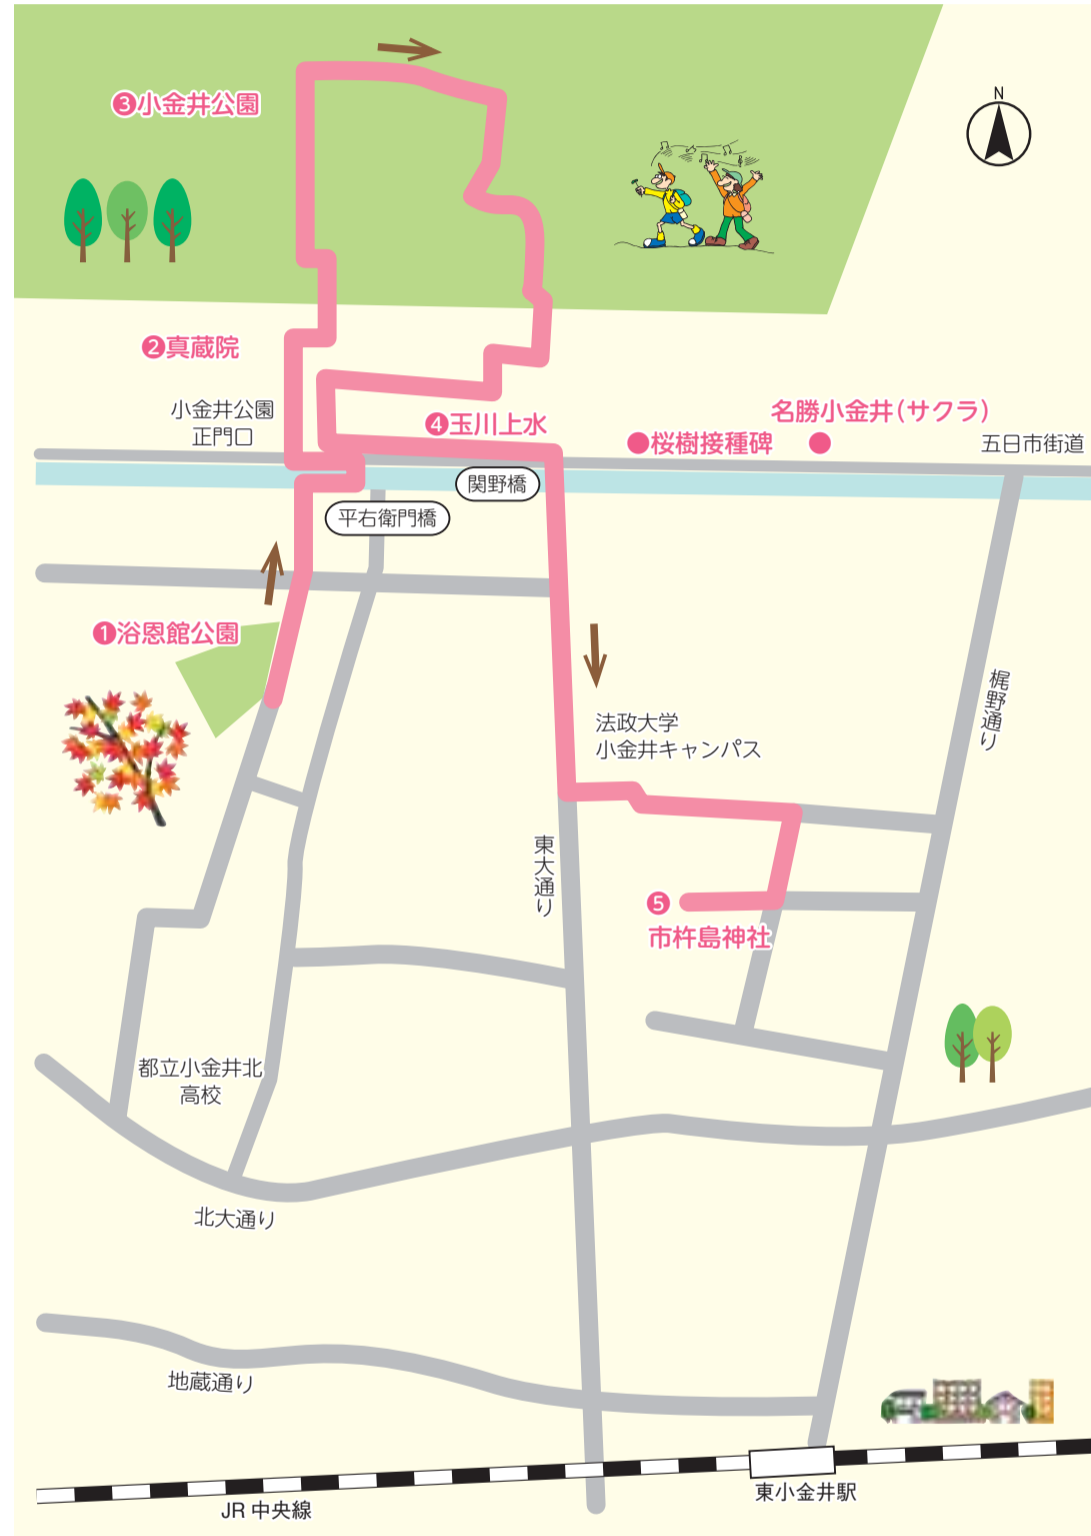 N
❸小金井公園
❷真蔵院
小金井公園
正門口
❹玉川上水
名勝小金井(サクラ)
●桜樹接種碑
五日市街道
関野橋
平右衛門橋
❶浴恩館公園
梶野通り
法政大学
小金井キャンパス
東大通り
❺
市杵島神社
都立小金井北
高校
北大通り
地蔵通り
東小金井駅
JR 中央線